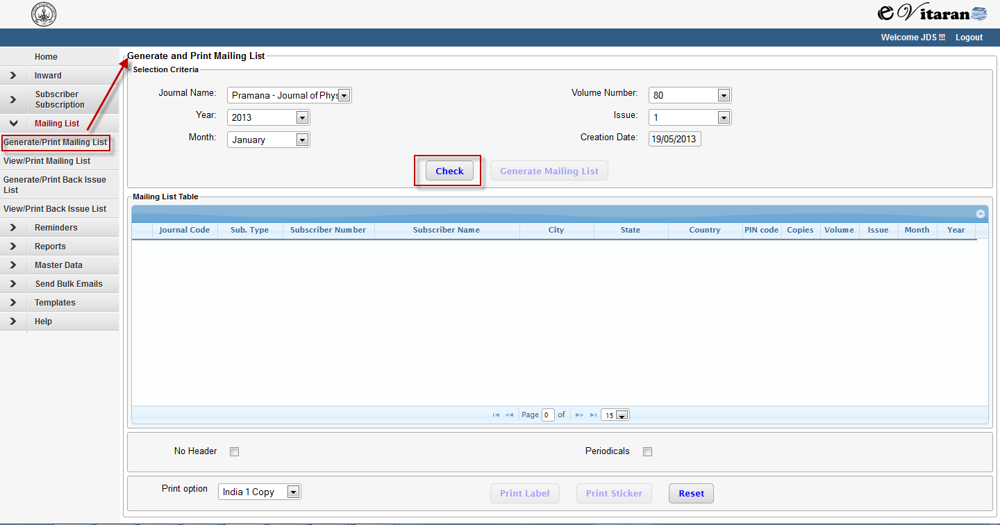 e Vitaran
Welcome JDS !!! Logout
Home
Inward
Subscriber
Subscription
Mailing List
Generate/Print Mailing List
View/Print Mailing List
Generate/Print Back Issue
List
View/Print Back Issue List
Reminders
Reports
Master Data
Send Bulk Emails
Templates
Help
Generate and Print Mailing List
Selection Criteria
Journal Name: Pramana - Journal of Phys Volume Number: 80
Year: 2013 Issue: 1
Month: January Creation Date: 19/05/2013
Check Generate Mailing List
Mailing List Table
Journal Code Sub. Type Subscriber Number Subscriber Name City State Country PIN code Copies Volume Issue Month Year
Page 0 of 15
No Header Periodicals
Print option India 1 Copy Print Label Print Sticker Reset